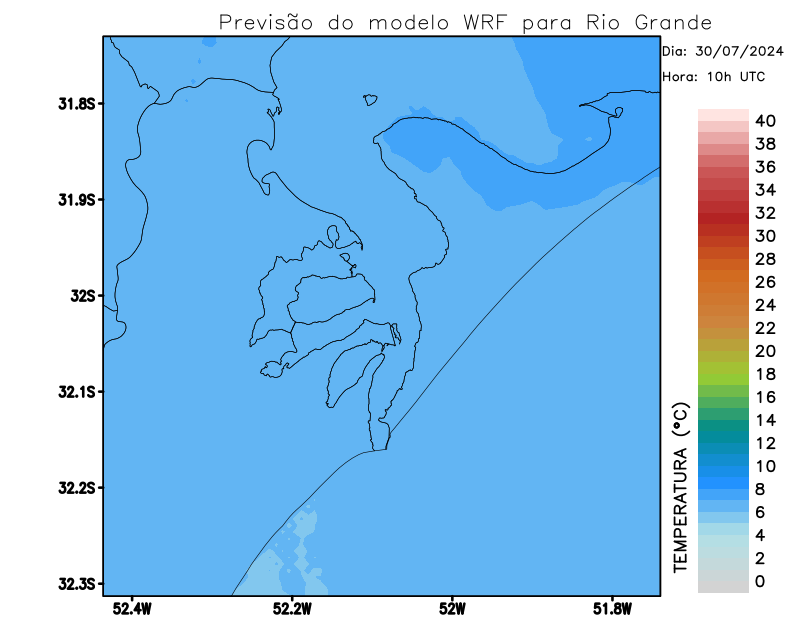 Previsão do modelo WRF para Rio Grande
Dia: 30/07/2024
Hora: 10h UTC
31.8S
31.9S
32S
32.1S
32.2S
32.3S
52.4W
52.2W
52W
51.8W
TEMPERATURA (ºC)
40
38
36
34
32
30
28
26
24
22
20
18
16
14
12
10
8
6
4
2
0